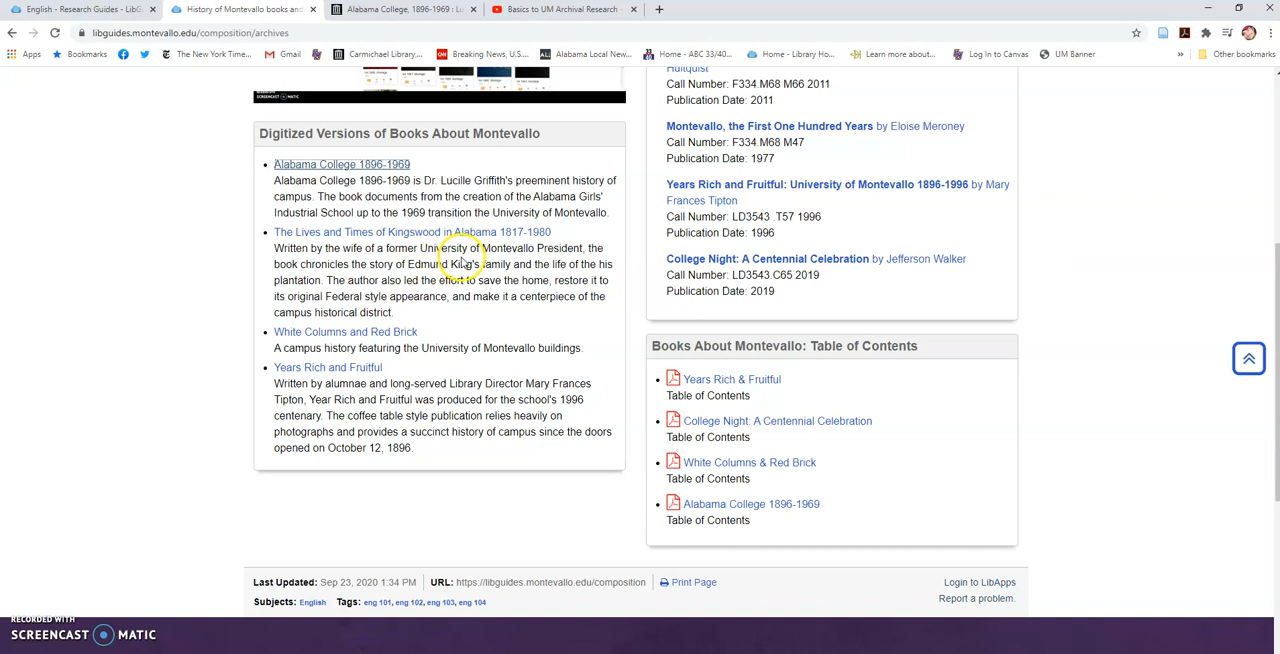 English - Research Guides - LibG
History of Montevallo books and
Alabama College, 1896-1969 : Lu
Basics to UM Archival Research -
libguides.montevallo.edu/composition/archives
Apps
Bookmarks
The New York Time...
Gmail
Carmichael Library,...
Breaking News, U.S....
Alabama Local New...
Home - ABC 33/40...
Home - Library Ho...
Learn more about...
Log In to Canvas
UM Banner
»
Other bookmarks
SCREENCAST MATIC
Digitized Versions of Books About Montevallo
Alabama College 1896-1969
Alabama College 1896-1969 is Dr. Lucille Griffith's preeminent history of
campus. The book documents from the creation of the Alabama Girls'
Industrial School up to the 1969 transition the University of Montevallo.
The Lives and Times of Kingswood in Alabama 1817-1980
Written by the wife of a former University of Montevallo President, the
book chronicles the story of Edmund King's family and the life of the his
plantation. The author also led the effort to save the home, restore it to
its original Federal style appearance, and make it a centerpiece of the
campus historical district.
White Columns and Red Brick
A campus history featuring the University of Montevallo buildings.
Years Rich and Fruitful
Written by alumnae and long-served Library Director Mary Frances
Tipton, Year Rich and Fruitful was produced for the school's 1996
centenary. The coffee table style publication relies heavily on
photographs and provides a succinct history of campus since the doors
opened on October 12, 1896.
Hultquist
Call Number: F334.M68 M66 2011
Publication Date: 2011
Montevallo, the First One Hundred Years by Eloise Meroney
Call Number: F334.M68 M47
Publication Date: 1977
Years Rich and Fruitful: University of Montevallo 1896-1996 by Mary
Frances Tipton
Call Number: LD3543 .T57 1996
Publication Date: 1996
College Night: A Centennial Celebration by Jefferson Walker
Call Number: LD3543.C65 2019
Publication Date: 2019
Books About Montevallo: Table of Contents
Years Rich & Fruitful
Table of Contents
College Night: A Centennial Celebration
Table of Contents
White Columns & Red Brick
Table of Contents
Alabama College 1896-1969
Table of Contents
Last Updated: Sep 23, 2020 1:34 PM
URL: https://libguides.montevallo.edu/composition
Print Page
Login to LibApps
Subjects: English
Tags: eng 101, eng 102, eng 103, eng 104
Report a problem.
RECORDED WITH
SCREENCAST MATIC